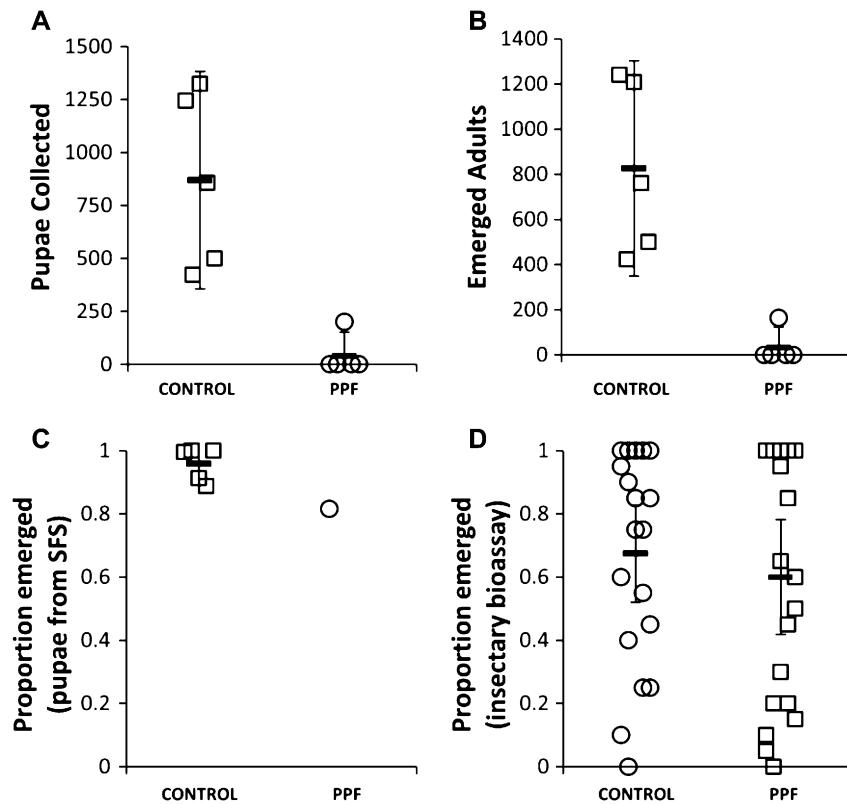 A
Pupae Collected
1500
1250
1000
750
500
250
0
CONTROL
PPF
B
Emerged Adults
1400
1200
1000
800
600
400
200
0
CONTROL
PPF
C
Proportion emerged
(pupae from SFS)
1
0.8
0.6
0.4
0.2
0
CONTROL
PPF
D
Proportion emerged
(insectary bioassay)
1
0.8
0.6
0.4
0.2
0
CONTROL
PPF